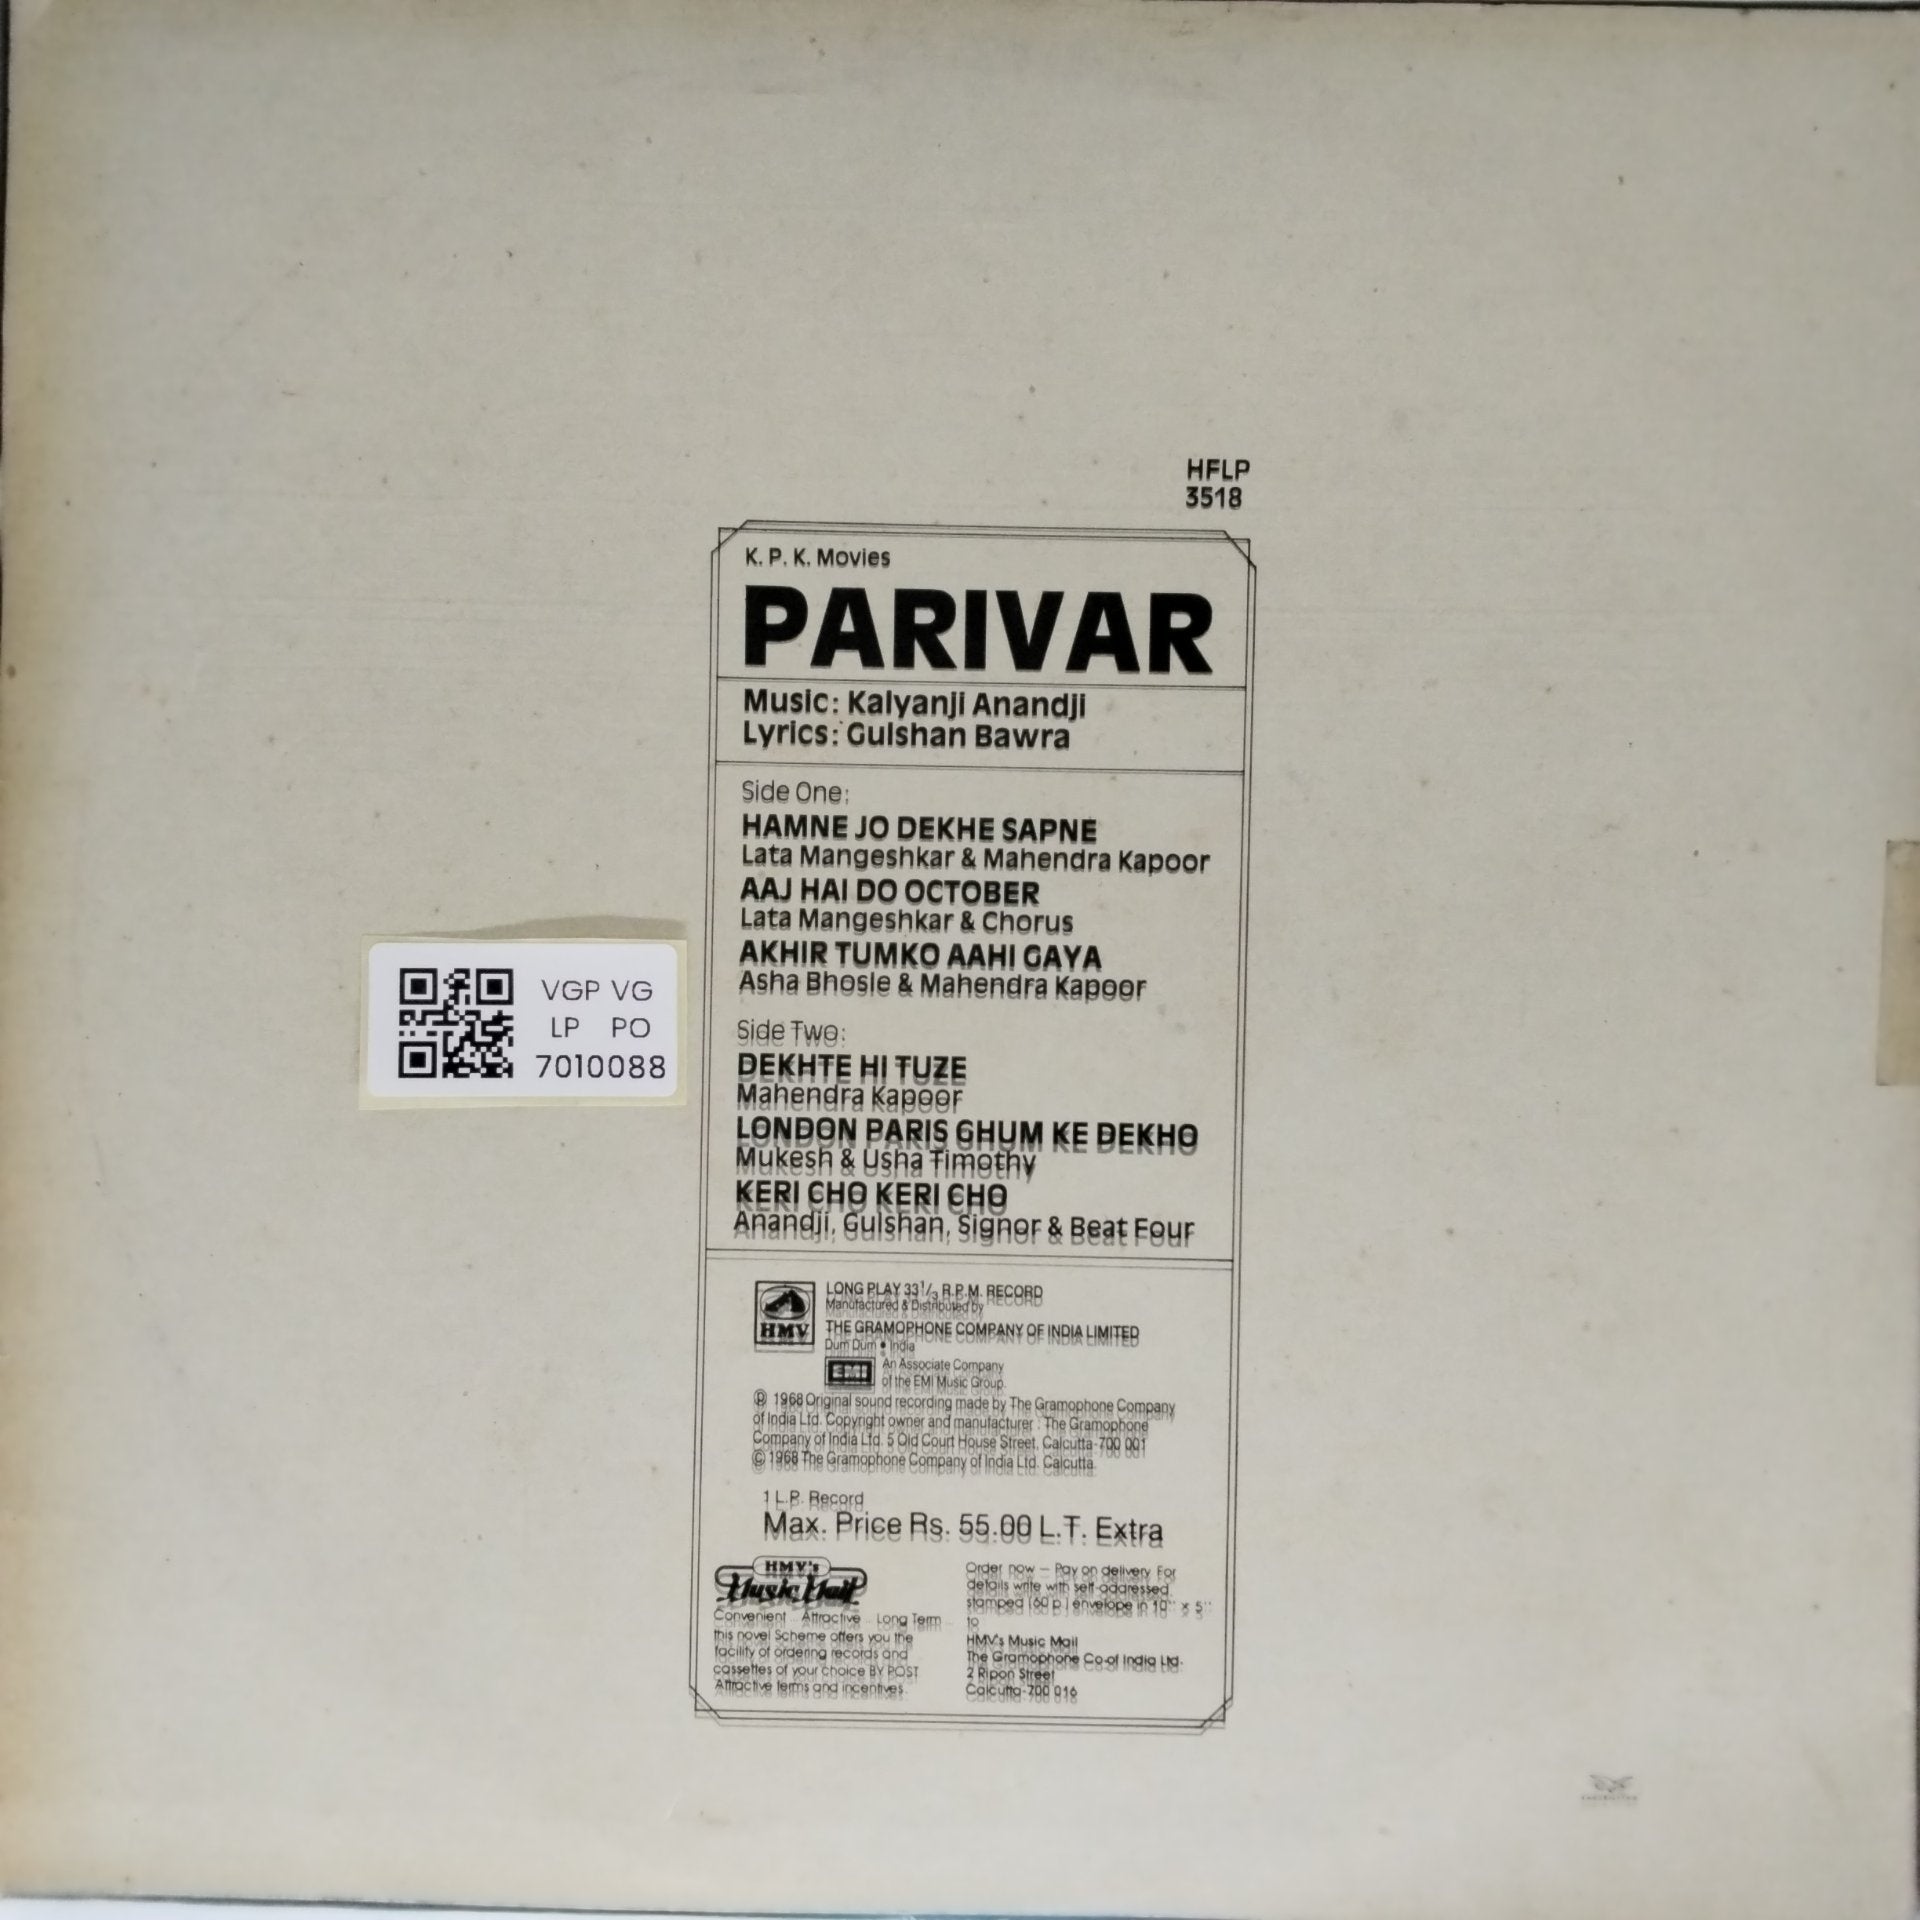 HFLP
3518
K. P. K. Movies
PARIVAR
Music: Kalyanji Anandji
Lyrics: Gulshan Bawra
Side One:
HAMNE JO DEKHE SAPNE
Lata Mangeshkar & Mahendra Kapoor
AAJ HAI DO OCTOBER
Lata Mangeshkar & Chorus
AKHIR TUMKO AAHI GAYA
Asha Bhosle & Mahendra Kapoor
Side Two:
DEKHTE HI TUZE
Mahendra Kapoor
LONDON PARIS GHUM KE DEKHO
Mukesh & Usha Timothy
KERI CHO KERI CHO
Anandji, Gulshan, Signor & Beat Four
VGP VG
LP PO
7010088
HMV
LONG PLAY 33 1/3 R.P.M. RECORD
Manufactured & Distributed by
THE GRAMOPHONE COMPANY OF INDIA LIMITED
Dum Dum • India
EMI
An Associate Company
of the EMI Music Group.
℗ 1968 Original sound recording made by The Gramophone Company
of India Ltd. Copyright owner and manufacturer : The Gramophone
Company of India Ltd. 5 Old Court House Street, Calcutta-700 001
© 1968 The Gramophone Company of India Ltd. Calcutta.
1 L.P. Record
Max. Price Rs. 55.00 L.T. Extra
HMV's
Music Mail
Convenient .. Attractive .. Long Term ...
this novel Scheme offers you the
facility of ordering records and
cassettes of your choice BY POST
Attractive terms and incentives.
Order now — Pay on delivery. For
details write with self-addressed
stamped (60 p.) envelope in 10" x 5"
to
HMV's Music Mail
The Gramophone Co-of India Ltd.
2 Ripon Street
Calcutta-700 016